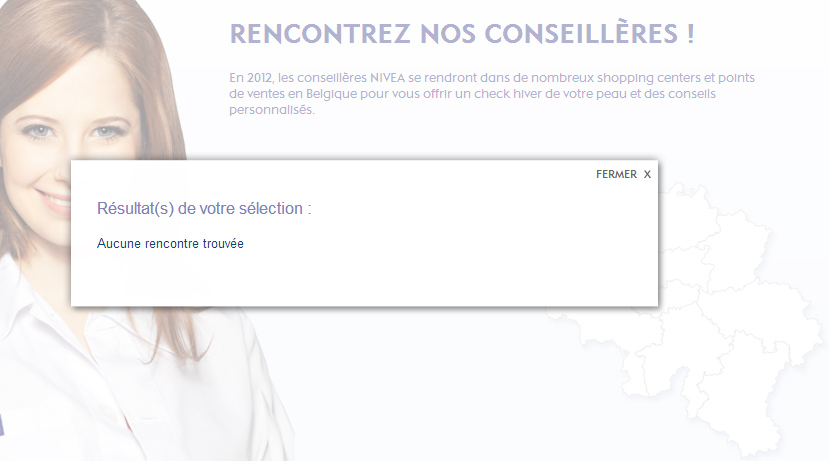 RENCONTREZ NOS CONSEILLÈRES !
En 2012, les conseillères NIVEA se rendront dans de nombreux shopping centers et points
de ventes en Belgique pour vous offrir un check hiver de votre peau et des conseils
personnalisés.
FERMER X
Résultat(s) de votre sélection :
Aucune rencontre trouvée